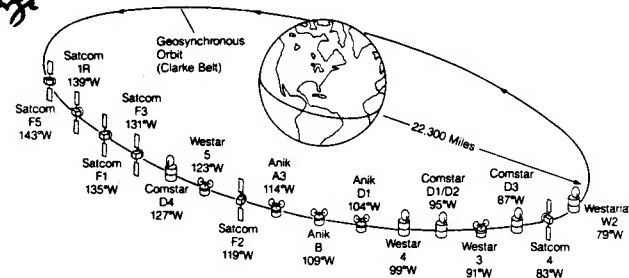 Geosynchronous
Orbit
(Clarke Belt)
22,300 Miles
Satcom
F5
143°W
Satcom
1R
139°W
Satcom
F1
135°W
Satcom
F3
131°W
Comstar
D4
127°W
Westar
5
123°W
Satcom
F2
119°W
Anik
A3
114°W
Anik
B
109°W
Anik
D1
104°W
Westar
4
99°W
Comstar
D1/D2
95°W
Westar
3
91°W
Comstar
D3
87°W
Satcom
4
83°W
Westariat
W2
79°W